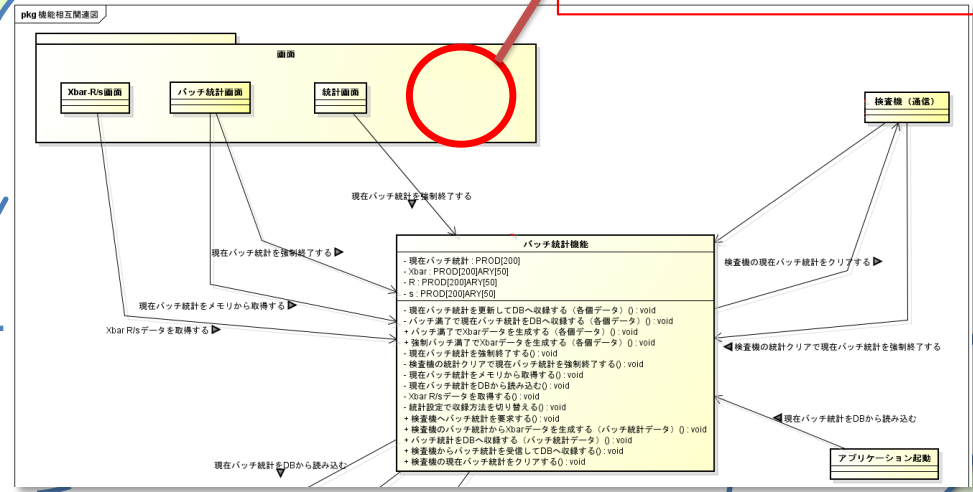 pkg 機能相互関連図
画面
Xbar-R/s画面
バッチ統計画面
統計画面
検査機（通信）
現在バッチ統計を強制終了する
現在バッチ統計を強制終了する
検査機の現在バッチ統計をクリアする
現在バッチ統計をメモリから取得する
Xbar R/sデータを取得する
検査機の統計クリアで現在バッチ統計を強制終了する
バッチ統計機能
- 現在バッチ統計 : PROD[200]
- Xbar : PROD[200]ARY[50]
- R : PROD[200]ARY[50]
- s : PROD[200]ARY[50]
- 現在バッチ統計を更新してDBへ収録する（各個データ）() : void
- バッチ満了で現在バッチ統計をDBへ収録する（各個データ）() : void
+ バッチ満了でXbarデータを生成する（各個データ）() : void
+ 強制バッチ満了でXbarデータを生成する（各個データ）() : void
- 現在バッチ統計を強制終了する() : void
- 検査機の統計クリアで現在バッチ統計を強制終了する() : void
- 現在バッチ統計をメモリから取得する() : void
- 現在バッチ統計をDBから読み込む() : void
- Xbar R/sデータを取得する() : void
- 統計設定で収録方法を切り替える() : void
+ 検査機へバッチ統計を要求する() : void
+ 検査機のバッチ統計からXbarデータを生成する（バッチ統計データ）() : void
+ バッチ統計をDBへ収録する（バッチ統計データ）() : void
+ 検査機からバッチ統計を受信してDBへ収録する() : void
+ 検査機の現在バッチ統計をクリアする() : void
現在バッチ統計をDBから読み込む
アプリケーション起動
現在バッチ統計をDBから読み込む